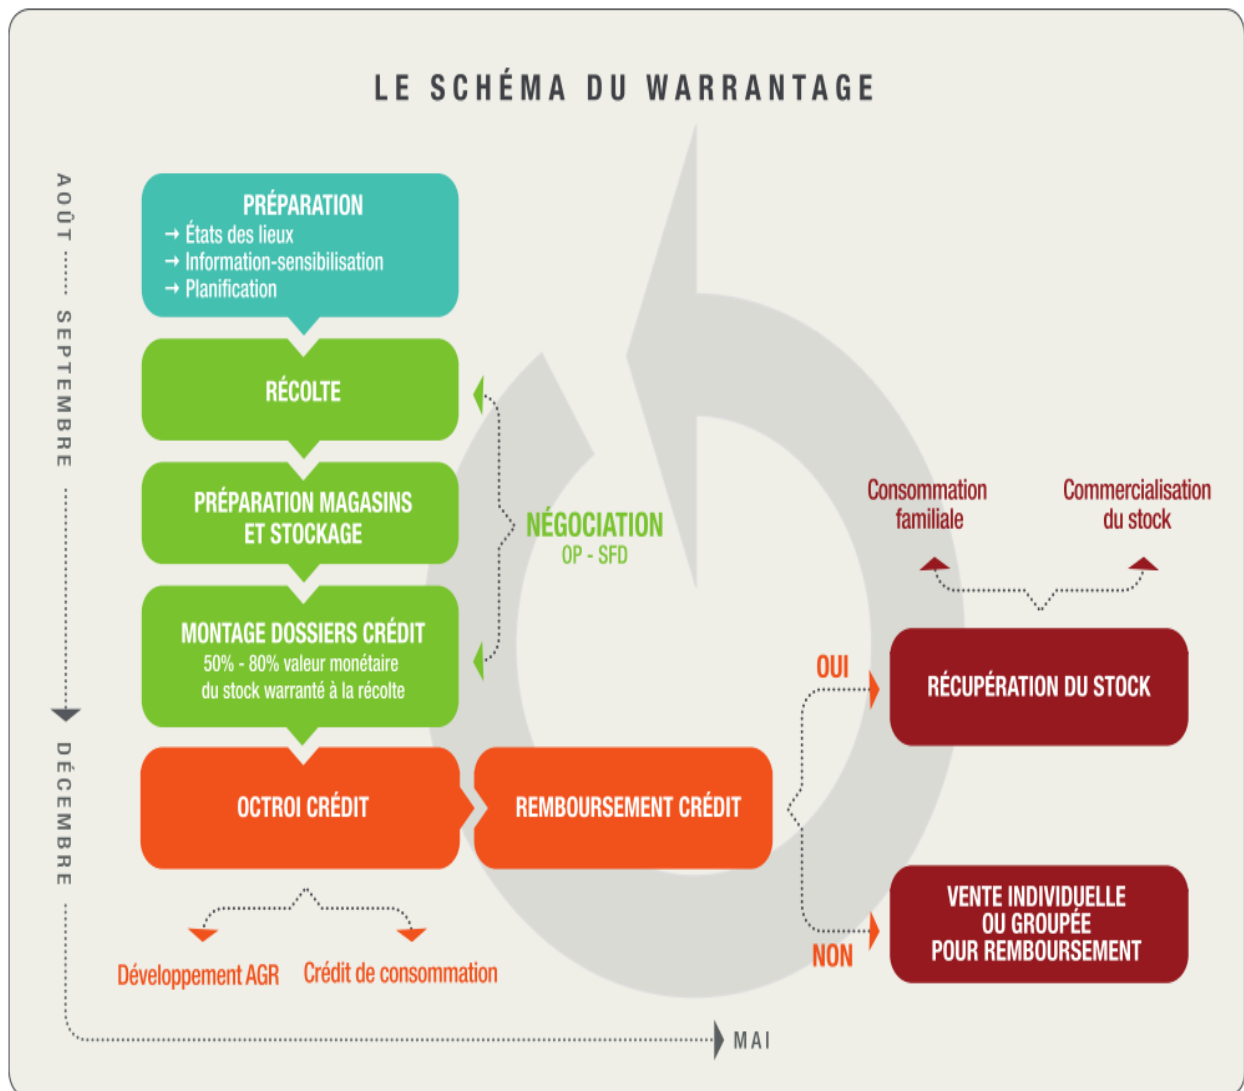 LE SCHÉMA DU WARRANTAGE
AOÛT
SEPTEMBRE
DÉCEMBRE
MAI
PRÉPARATION
→ États des lieux
→ Information-sensibilisation
→ Planification
RÉCOLTE
PRÉPARATION MAGASINS
ET STOCKAGE
NÉGOCIATION
OP - SFD
MONTAGE DOSSIERS CRÉDIT
50% - 80% valeur monétaire
du stock warranté à la récolte
OCTROI CRÉDIT
REMBOURSEMENT CRÉDIT
Développement AGR
Crédit de consommation
OUI
NON
Consommation
familiale
Commercialisation
du stock
RÉCUPÉRATION DU STOCK
VENTE INDIVIDUELLE
OU GROUPÉE
POUR REMBOURSEMENT